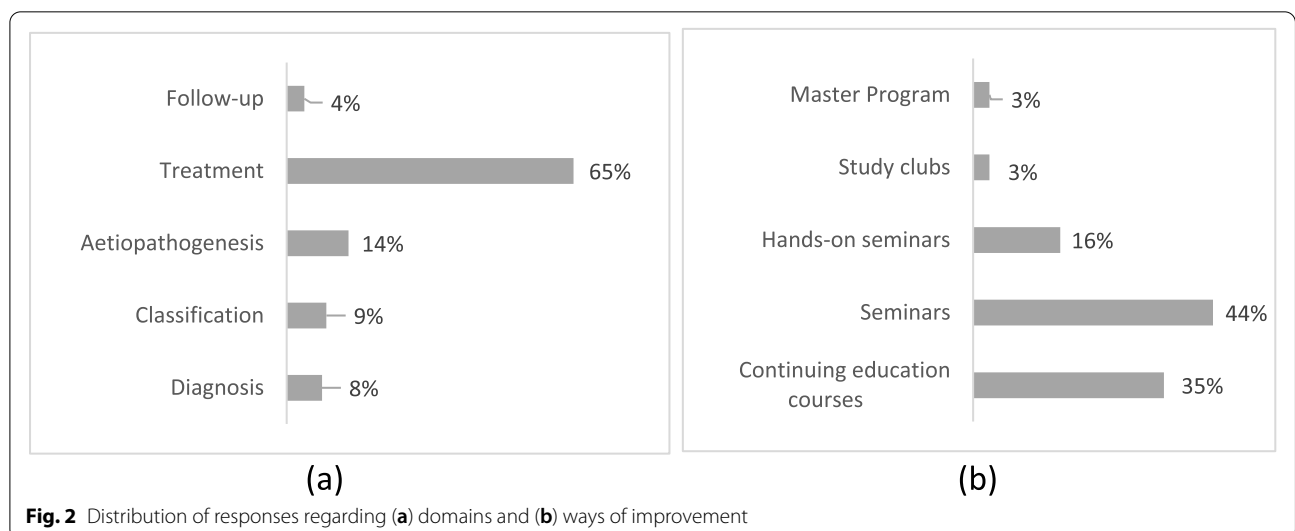 Follow-up 4%
Treatment 65%
Aetiopathogenesis 14%
Classification 9%
Diagnosis 8%
(a)
Master Program 3%
Study clubs 3%
Hands-on seminars 16%
Seminars 44%
Continuing education
courses 35%
(b)
Fig. 2 Distribution of responses regarding (a) domains and (b) ways of improvement